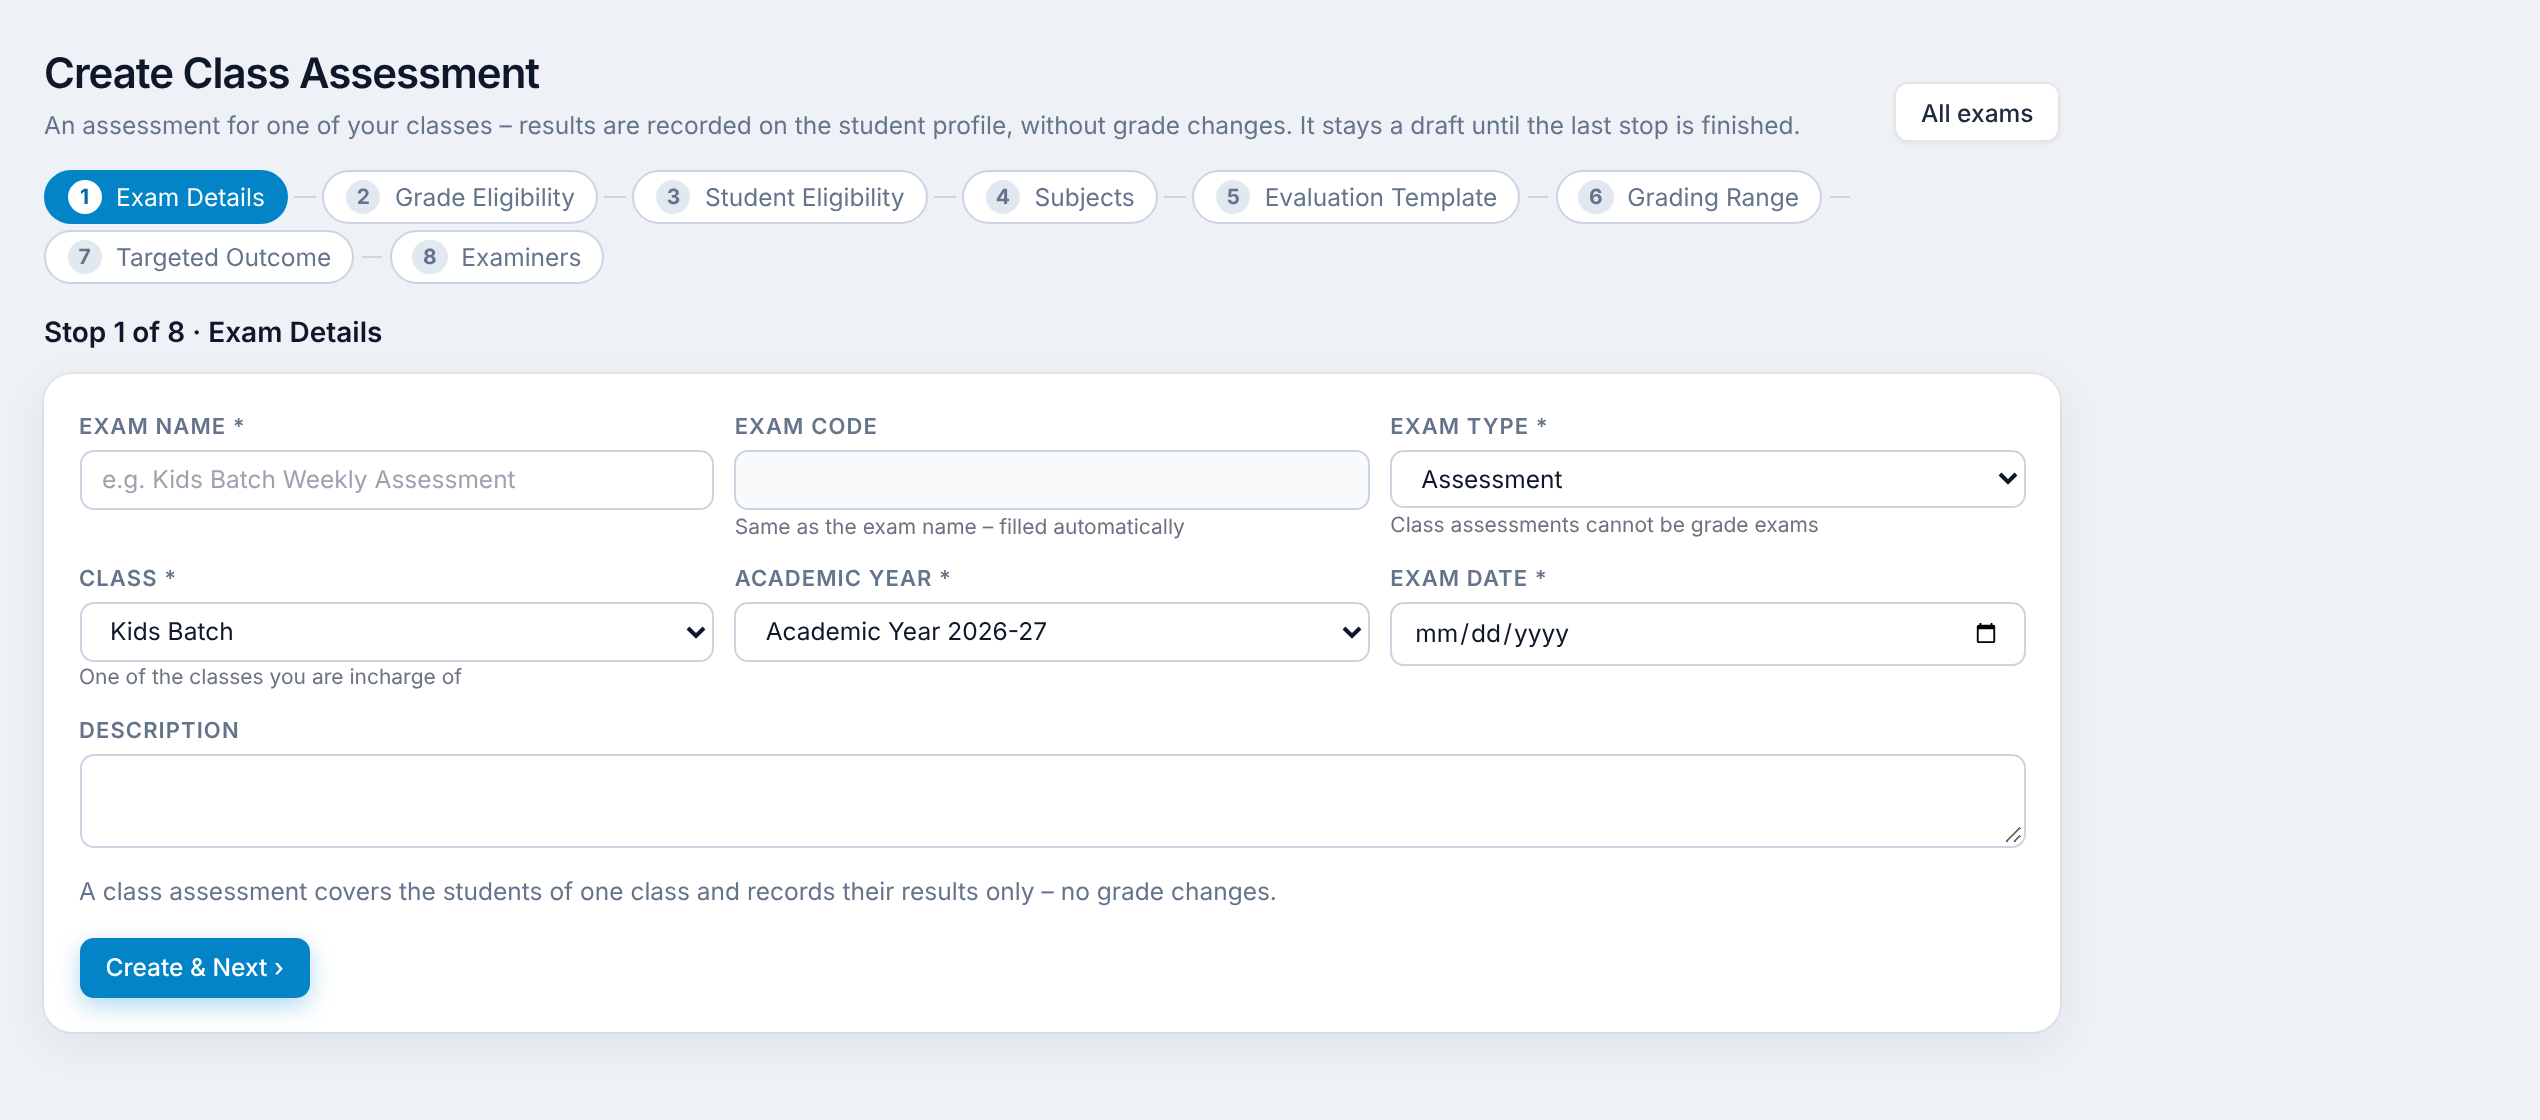 Create Class Assessment
An assessment for one of your classes – results are recorded on the student profile, without grade changes. It stays a draft until the last stop is finished.
All exams
1 Exam Details
2 Grade Eligibility
3 Student Eligibility
4 Subjects
5 Evaluation Template
6 Grading Range
7 Targeted Outcome
8 Examiners
Stop 1 of 8 · Exam Details
EXAM NAME *
e.g. Kids Batch Weekly Assessment
EXAM CODE
Same as the exam name – filled automatically
EXAM TYPE *
Assessment
Class assessments cannot be grade exams
CLASS *
Kids Batch
One of the classes you are incharge of
ACADEMIC YEAR *
Academic Year 2026-27
EXAM DATE *
mm/dd/yyyy
DESCRIPTION
A class assessment covers the students of one class and records their results only – no grade changes.
Create & Next ›